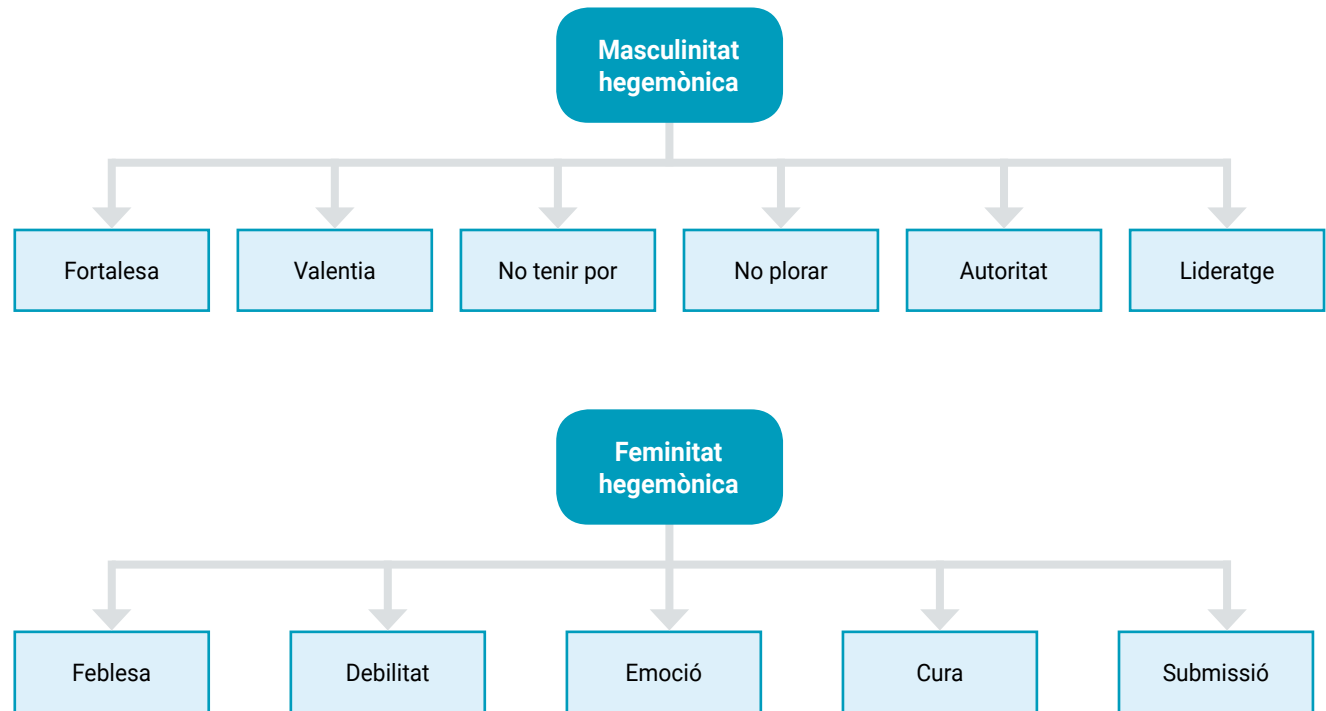 Masculinitat
hegemònica
Fortalesa
Valentia
No tenir por
No plorar
Autoritat
Lideratge
Feminitat
hegemònica
Feblesa
Debilitat
Emoció
Cura
Submissió